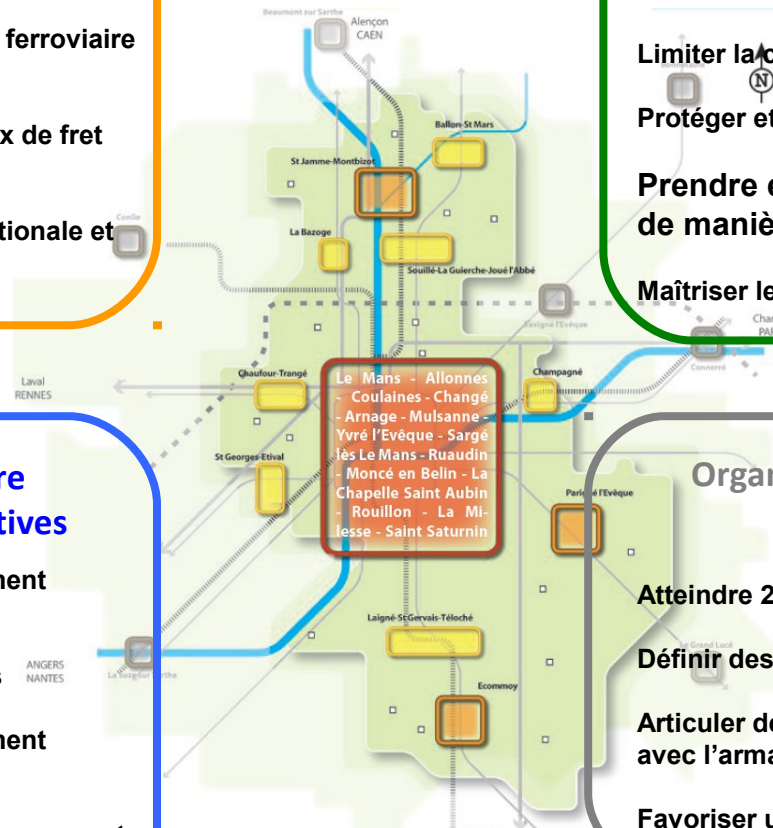 Beaumont sur Sarthe
Alençon
CAEN
ferroviaire
x de fret
tionale et
Conlie
Limiter la c
N
Protéger et
Prendre e
de maniè
Maîtriser le
Ballon-St Mars
St Jamme-Montbizot
La Bazoge
Souillé-La Guierche-Joué l'Abbé
Savigné l'Evêque
Connerré
Laval
RENNES
Chaufour-Trangé
Champagné
Le Mans - Allonnes
- Coulaines - Changé
- Arnage - Mulsanne -
Yvré l'Evêque - Sargé
lès Le Mans - Ruaudin
- Moncé en Belin - La
Chapelle Saint Aubin
- Rouillon - La Mi-
lesse - Saint Saturnin
St Georges-Etival
Parigné l'Evêque
re
tives
Organ
nent
Atteindre 2
Laigné-St Gervais-Téloché
s
ANGERS
NANTES
La Suze sur Sarthe
Le Grand Lucé
Définir des
Ecommoy
nent
Articuler de
avec l'arma
Favoriser u